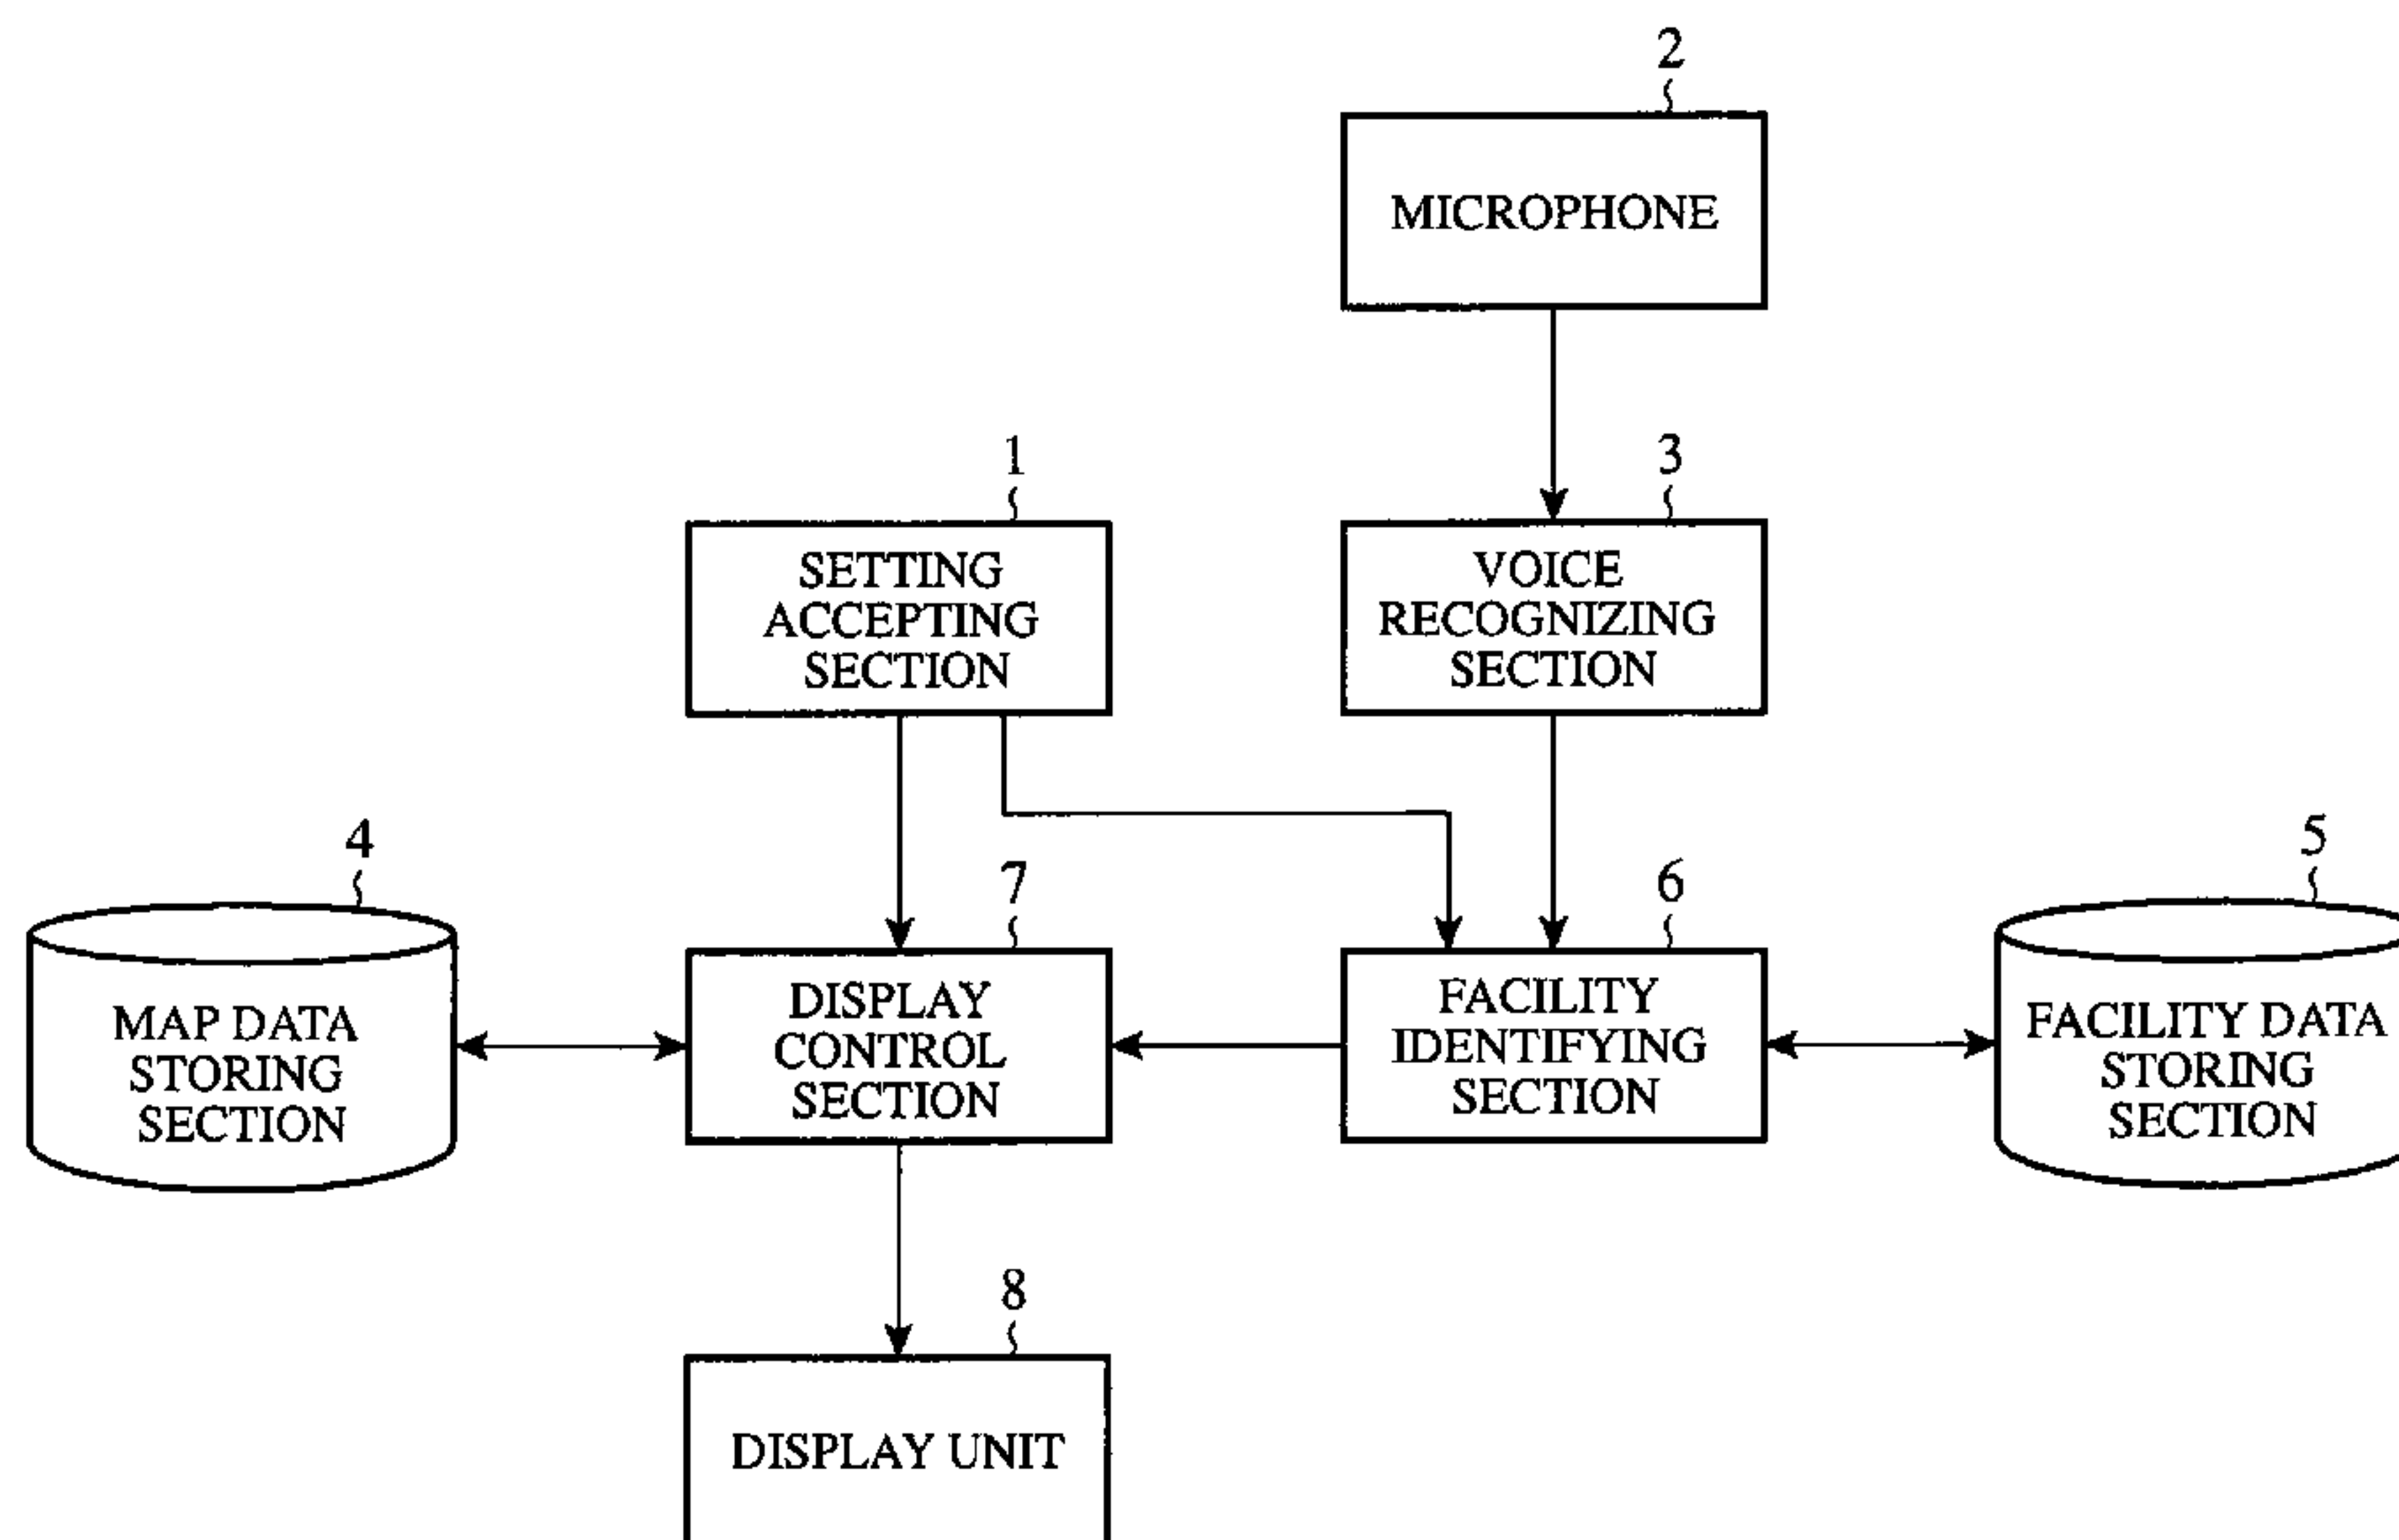 2
MICROPHONE
1
SETTING
ACCEPTING
SECTION
3
VOICE
RECOGNIZING
SECTION
4
MAP DATA
STORING
SECTION
7
DISPLAY
CONTROL
SECTION
6
FACILITY
IDENTIFYING
SECTION
5
FACILITY DATA
STORING
SECTION
8
DISPLAY UNIT